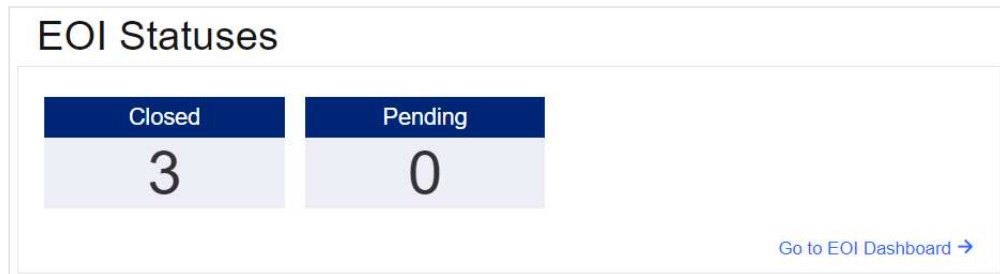 EOI Statuses
Closed Pending
3 0
Go to EOI Dashboard →